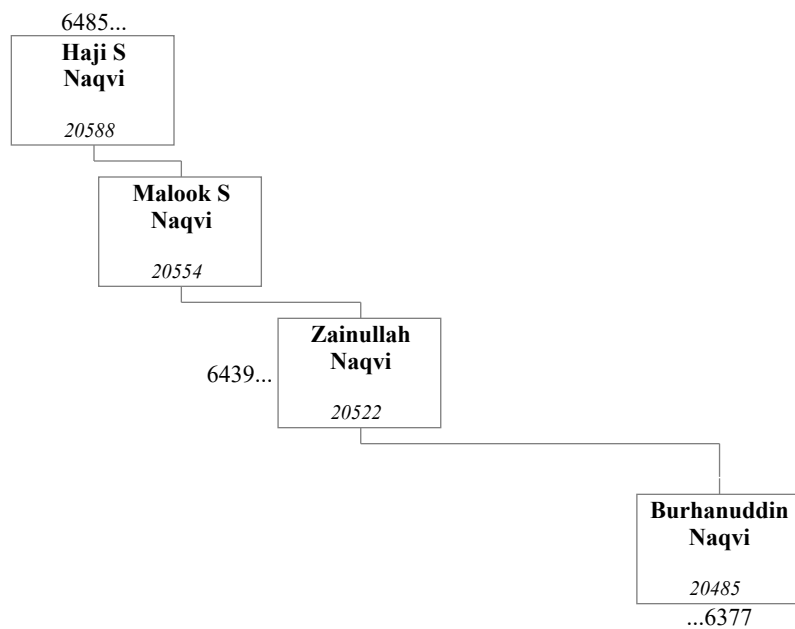 6485...
Haji S
Naqvi
20588
Malook S
Naqvi
20554
Zainullah
Naqvi
6439...
20522
Burhanuddin
Naqvi
20485
...6377